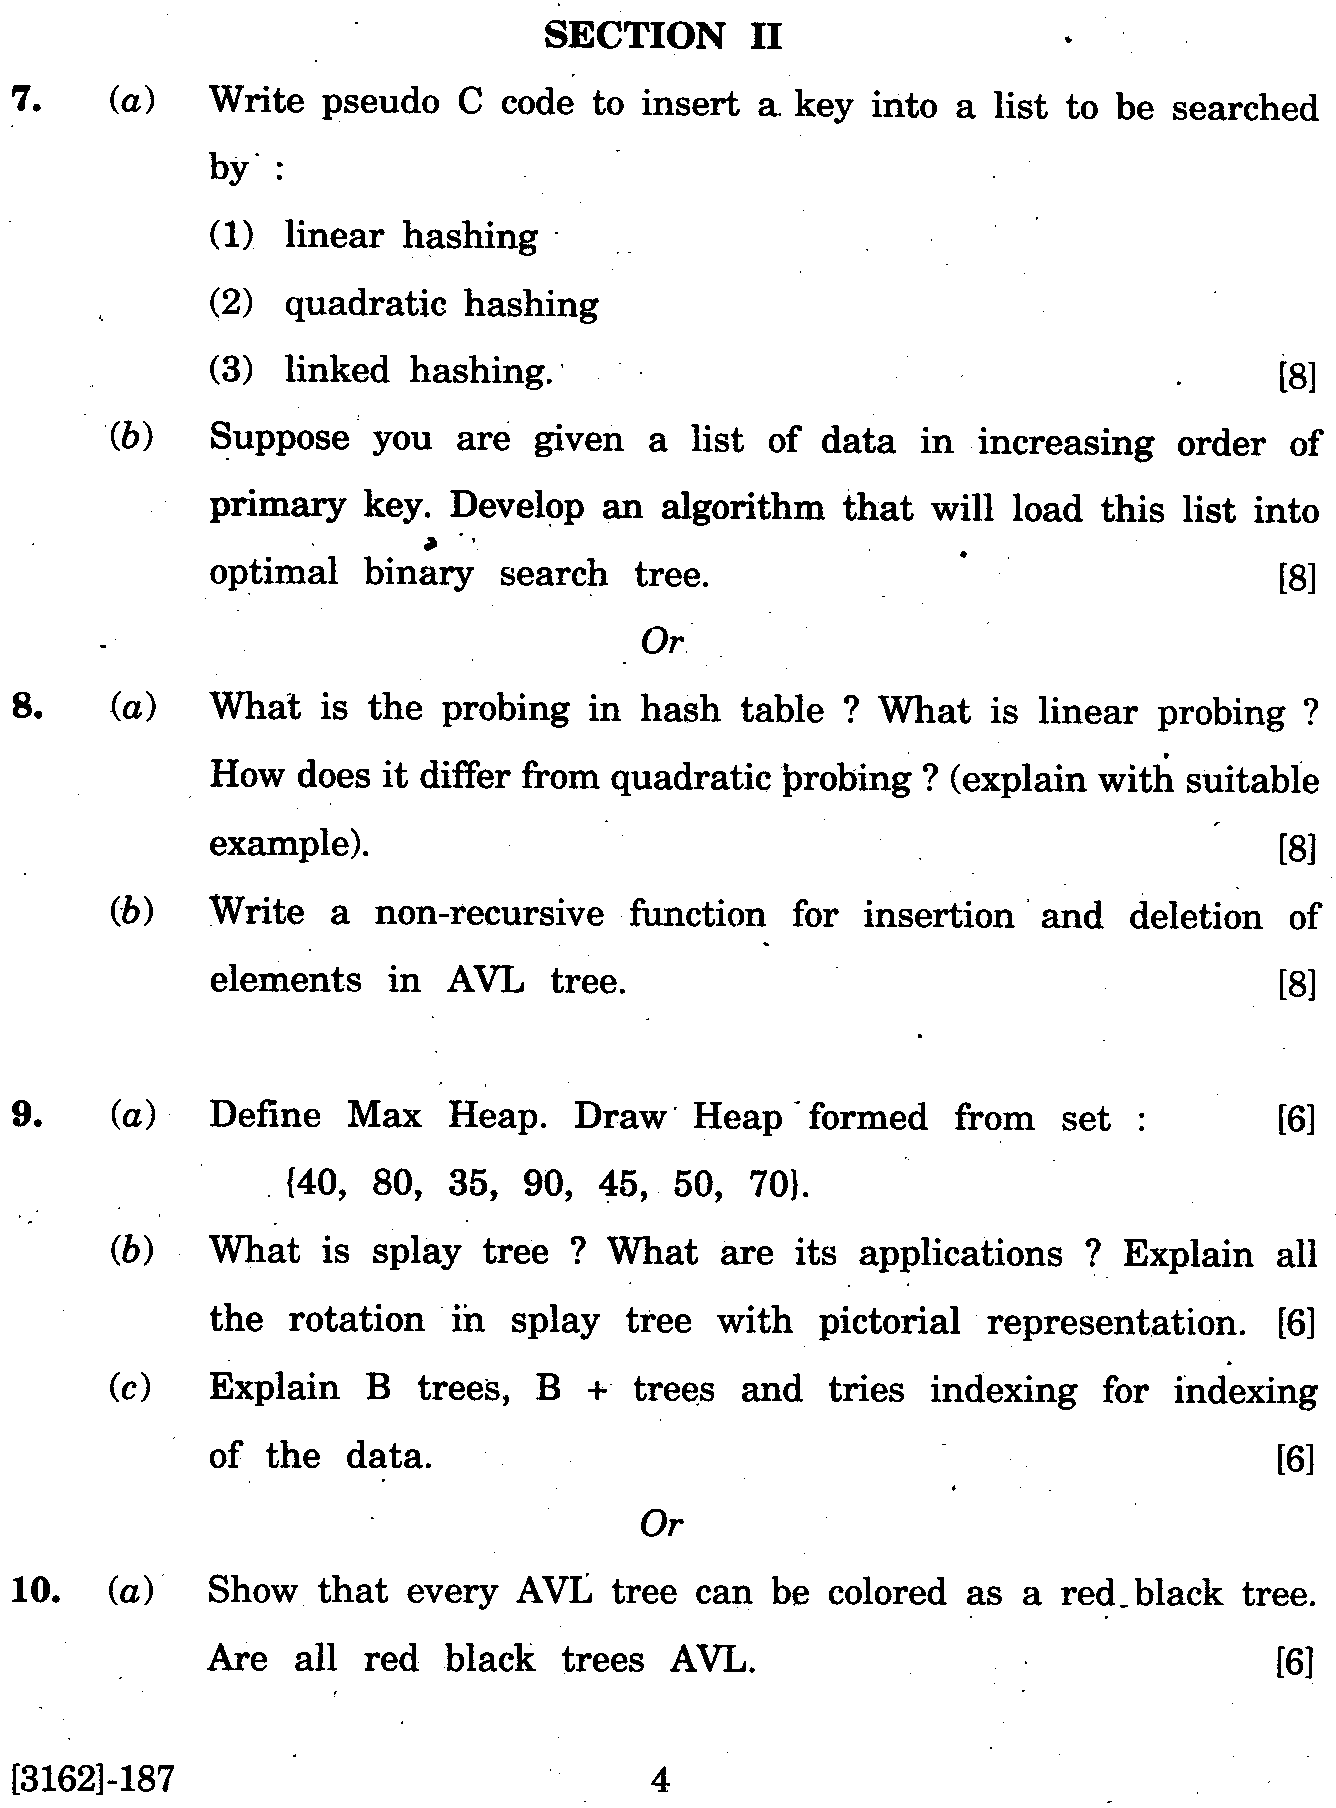 SECTION II
7. (a) Write pseudo C code to insert a key into a list to be searched
by :
(1) linear hashing
(2) quadratic hashing
(3) linked hashing. [8]
(b) Suppose you are given a list of data in increasing order of
primary key. Develop an algorithm that will load this list into
optimal binary search tree. [8]
Or
8. (a) What is the probing in hash table ? What is linear probing ?
How does it differ from quadratic probing ? (explain with suitable
example). [8]
(b) Write a non-recursive function for insertion and deletion of
elements in AVL tree. [8]
9. (a) Define Max Heap. Draw Heap formed from set : [6]
{40, 80, 35, 90, 45, 50, 70}.
(b) What is splay tree ? What are its applications ? Explain all
the rotation in splay tree with pictorial representation. [6]
(c) Explain B trees, B + trees and tries indexing for indexing
of the data. [6]
Or
10. (a) Show that every AVL tree can be colored as a red black tree.
Are all red black trees AVL. [6]
[3162]-187 4